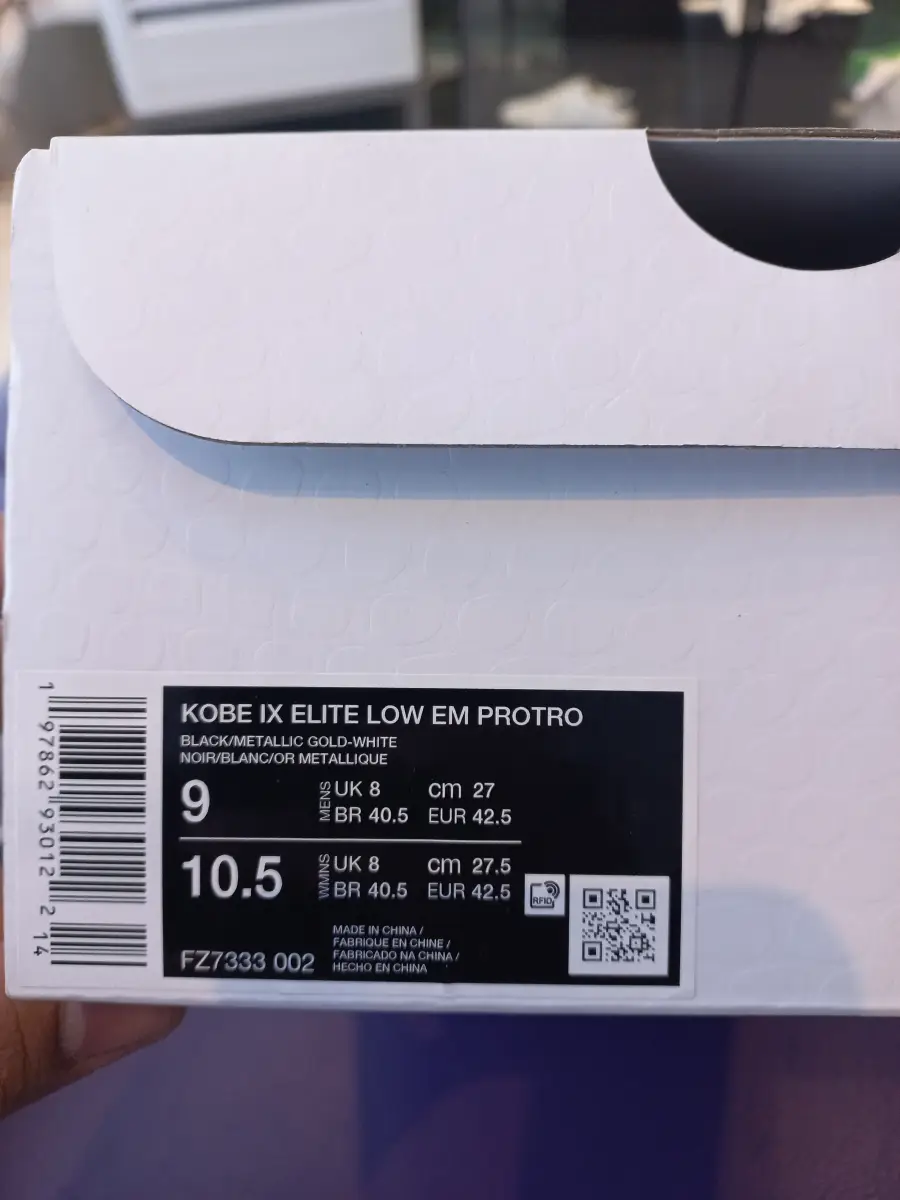 KOBE IX ELITE LOW EM PROTRO
BLACK/METALLIC GOLD-WHITE
NOIR/BLANC/OR METALLIQUE
9 MENS UK 8 cm 27
BR 40.5 EUR 42.5
10.5 WMNS UK 8 cm 27.5
BR 40.5 EUR 42.5
RFID
MADE IN CHINA /
FABRIQUE EN CHINE /
FABRICADO NA CHINA /
HECHO EN CHINA
FZ7333 002
1 97862 93012 2 14